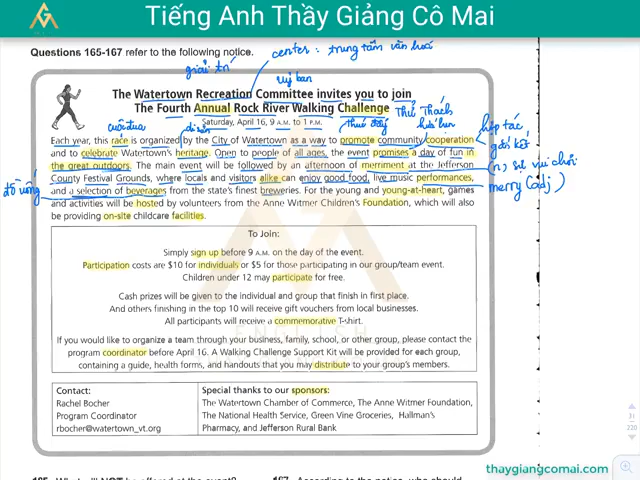 Tiếng Anh Thầy Giảng Cô Mai
Questions 165-167 refer to the following notice.
center : trung tâm văn hoá
giải trí
uỷ ban
The Watertown Recreation Committee invites you to join
The Fourth Annual Rock River Walking Challenge
Thử thách
Saturday, April 16, 9 A.M. to 1 P.M.
cuộc đua
di sản
thúc đẩy
hứa hẹn
hợp tác,
gắn kết
Each year, this race is organized by the City of Watertown as a way to promote community cooperation
and to celebrate Watertown's heritage. Open to people of all ages, the event promises a day of fun in
the great outdoors. The main event will be followed by an afternoon of merriment at the Jefferson
(n) sự vui chơi
County Festival Grounds, where locals and visitors alike can enjoy good food, live music performances,
merry (adj)
đồ uống
and a selection of beverages from the state's finest breweries. For the young and young-at-heart, games
and activities will be hosted by volunteers from the Anne Witmer Children's Foundation, which will also
be providing on-site childcare facilities.
To Join:
Simply sign up before 9 A.M. on the day of the event.
Participation costs are $10 for individuals or $5 for those participating in our group/team event.
Children under 12 may participate for free.
Cash prizes will be given to the individual and group that finish in first place.
And others finishing in the top 10 will receive gift vouchers from local businesses.
All participants will receive a commemorative T-shirt.
If you would like to organize a team through your business, family, school, or other group, please contact the
program coordinator before April 16. A Walking Challenge Support Kit will be provided for each group,
containing a guide, health forms, and handouts that you may distribute to your group's members.
Contact:
Rachel Bocher
Program Coordinator
rbocher@watertown_vt.org
Special thanks to our sponsors:
The Watertown Chamber of Commerce, The Anne Witmer Foundation,
The National Health Service, Green Vine Groceries, Hallman's
Pharmacy, and Jefferson Rural Bank
31
220
thaygiangcomai.com